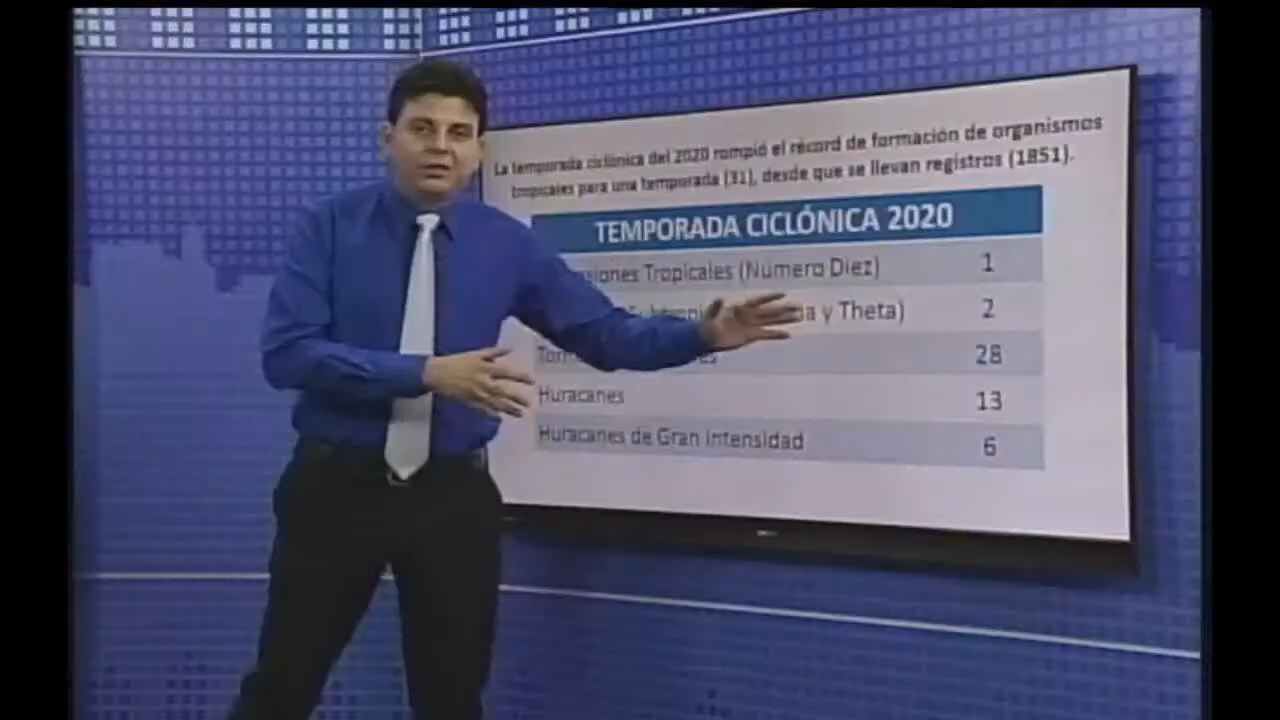 La temporada ciclónica del 2020 rompió el récord de formación de organismos
tropicales para una temporada (31), desde que se llevan registros (1851).
TEMPORADA CICLÓNICA 2020
Tropicales (Número Diez) 1
y Theta) 2
28
Huracanes 13
Huracanes de Gran Intensidad 6